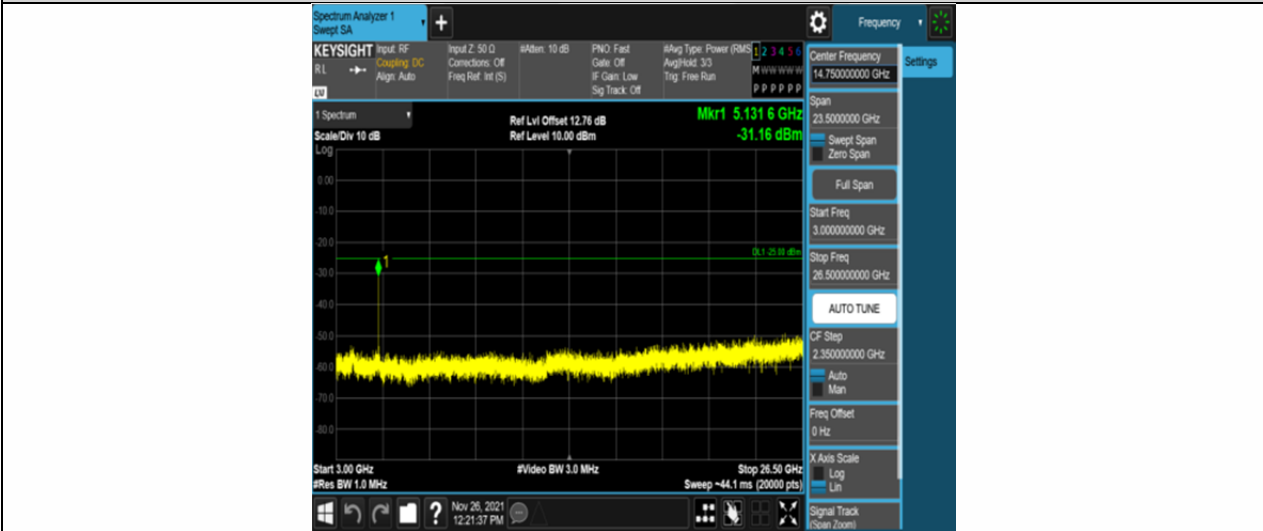 Spectrum Analyzer 1
Swept SA
+
Frequency
KEYSIGHT
RL
LV
Input: RF
Coupling: DC
Align: Auto
Input Z: 50 Ω
Corrections: Off
Freq Ref: Int (S)
#Atten: 10 dB
PNO: Fast
Gate: Off
IF Gain: Low
Sig Track: Off
#Avg Type: Power (RMS
Avg|Hold: 3/3
Trig: Free Run
1 2 3 4 5 6
M W W W W W
P P P P P P
Center Frequency
14.750000000 GHz
Settings
1 Spectrum
Scale/Div 10 dB
Log
Ref Lvl Offset 12.76 dB
Ref Level 10.00 dBm
Mkr1 5.131 6 GHz
-31.16 dBm
Span
23.5000000 GHz
Swept Span
Zero Span
Full Span
Start Freq
3.000000000 GHz
Stop Freq
26.500000000 GHz
AUTO TUNE
CF Step
2.350000000 GHz
Auto
Man
Freq Offset
0 Hz
X Axis Scale
Log
Lin
Signal Track
(Span Zoom)
0.00
-10.0
-20.0
DL1 -25.00 dBm
1
-30.0
-40.0
-50.0
-60.0
-70.0
-80.0
Start 3.00 GHz
#Res BW 1.0 MHz
#Video BW 3.0 MHz
Stop 26.50 GHz
Sweep ~44.1 ms (20000 pts)
?
Nov 26, 2021
12:21:37 PM